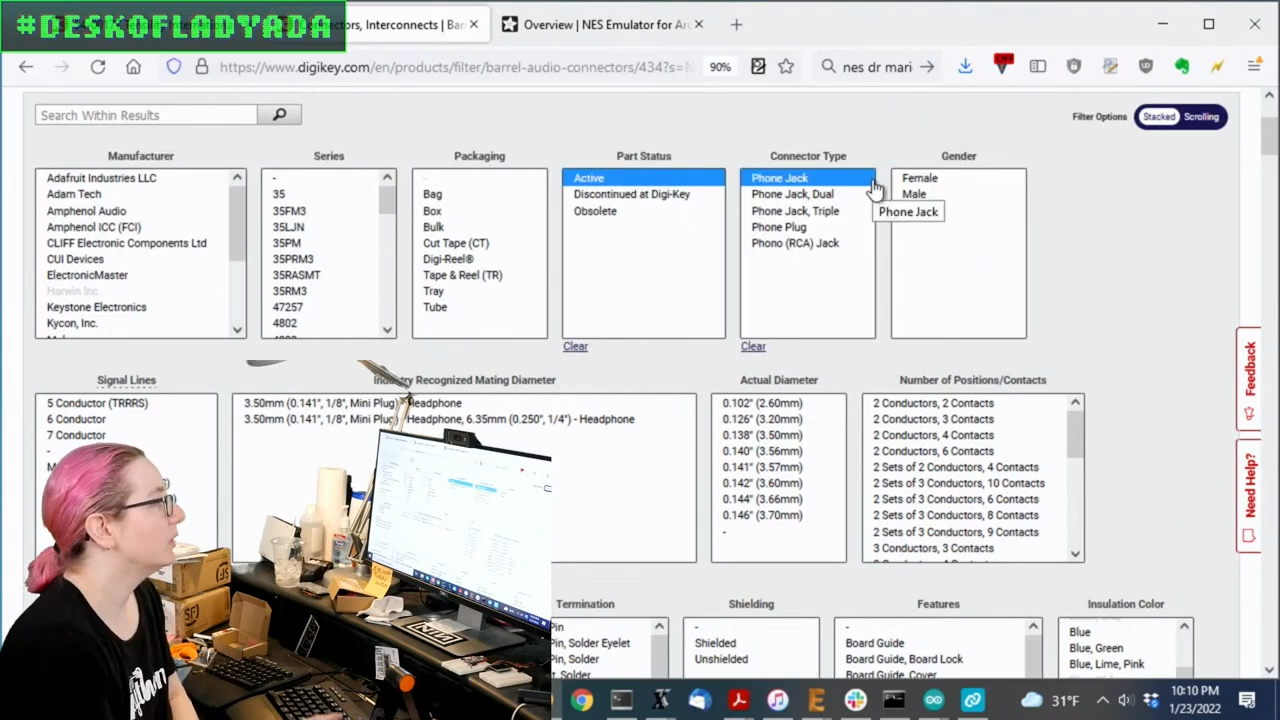 #DESKOFLADYADA
Connectors, Interconnects | Bar
Overview | NES Emulator for Arc
https://www.digikey.com/en/products/filter/barrel-audio-connectors/434?s=N
90%
nes dr mari
Search Within Results
Filter Options
Stacked
Scrolling
Manufacturer
Series
Packaging
Part Status
Connector Type
Gender
Adafruit Industries LLC
Adam Tech
Amphenol Audio
Amphenol ICC (FCI)
CLIFF Electronic Components Ltd
CUI Devices
ElectronicMaster
Harwin Inc.
Keystone Electronics
Kycon, Inc.
-
35
35FM3
35LJN
35PM
35PRM3
35RASMT
35RM3
47257
4802
Bag
Box
Bulk
Cut Tape (CT)
Digi-Reel®
Tape & Reel (TR)
Tray
Tube
Active
Discontinued at Digi-Key
Obsolete
Phone Jack
Phone Jack, Dual
Phone Jack, Triple
Phone Plug
Phono (RCA) Jack
Female
Male
Phone Jack
Clear
Clear
Signal Lines
Industry Recognized Mating Diameter
Actual Diameter
Number of Positions/Contacts
5 Conductor (TRRRS)
6 Conductor
7 Conductor
-
3.50mm (0.141", 1/8", Mini Plug) - Headphone
3.50mm (0.141", 1/8", Mini Plug) - Headphone, 6.35mm (0.250", 1/4") - Headphone
0.102" (2.60mm)
0.126" (3.20mm)
0.138" (3.50mm)
0.140" (3.56mm)
0.141" (3.57mm)
0.142" (3.60mm)
0.144" (3.66mm)
0.146" (3.70mm)
-
2 Conductors, 2 Contacts
2 Conductors, 3 Contacts
2 Conductors, 4 Contacts
2 Conductors, 6 Contacts
2 Sets of 2 Conductors, 4 Contacts
2 Sets of 3 Conductors, 10 Contacts
2 Sets of 3 Conductors, 6 Contacts
2 Sets of 3 Conductors, 8 Contacts
2 Sets of 3 Conductors, 9 Contacts
3 Conductors, 3 Contacts
Feedback
Need Help?
Termination
Shielding
Features
Insulation Color
Pin
Pin, Solder Eyelet
Pin, Solder
-
Shielded
Unshielded
-
Board Guide
Board Guide, Board Lock
Board Guide, Cover
Blue
Blue, Green
Blue, Lime, Pink
31°F
10:10 PM
1/23/2022